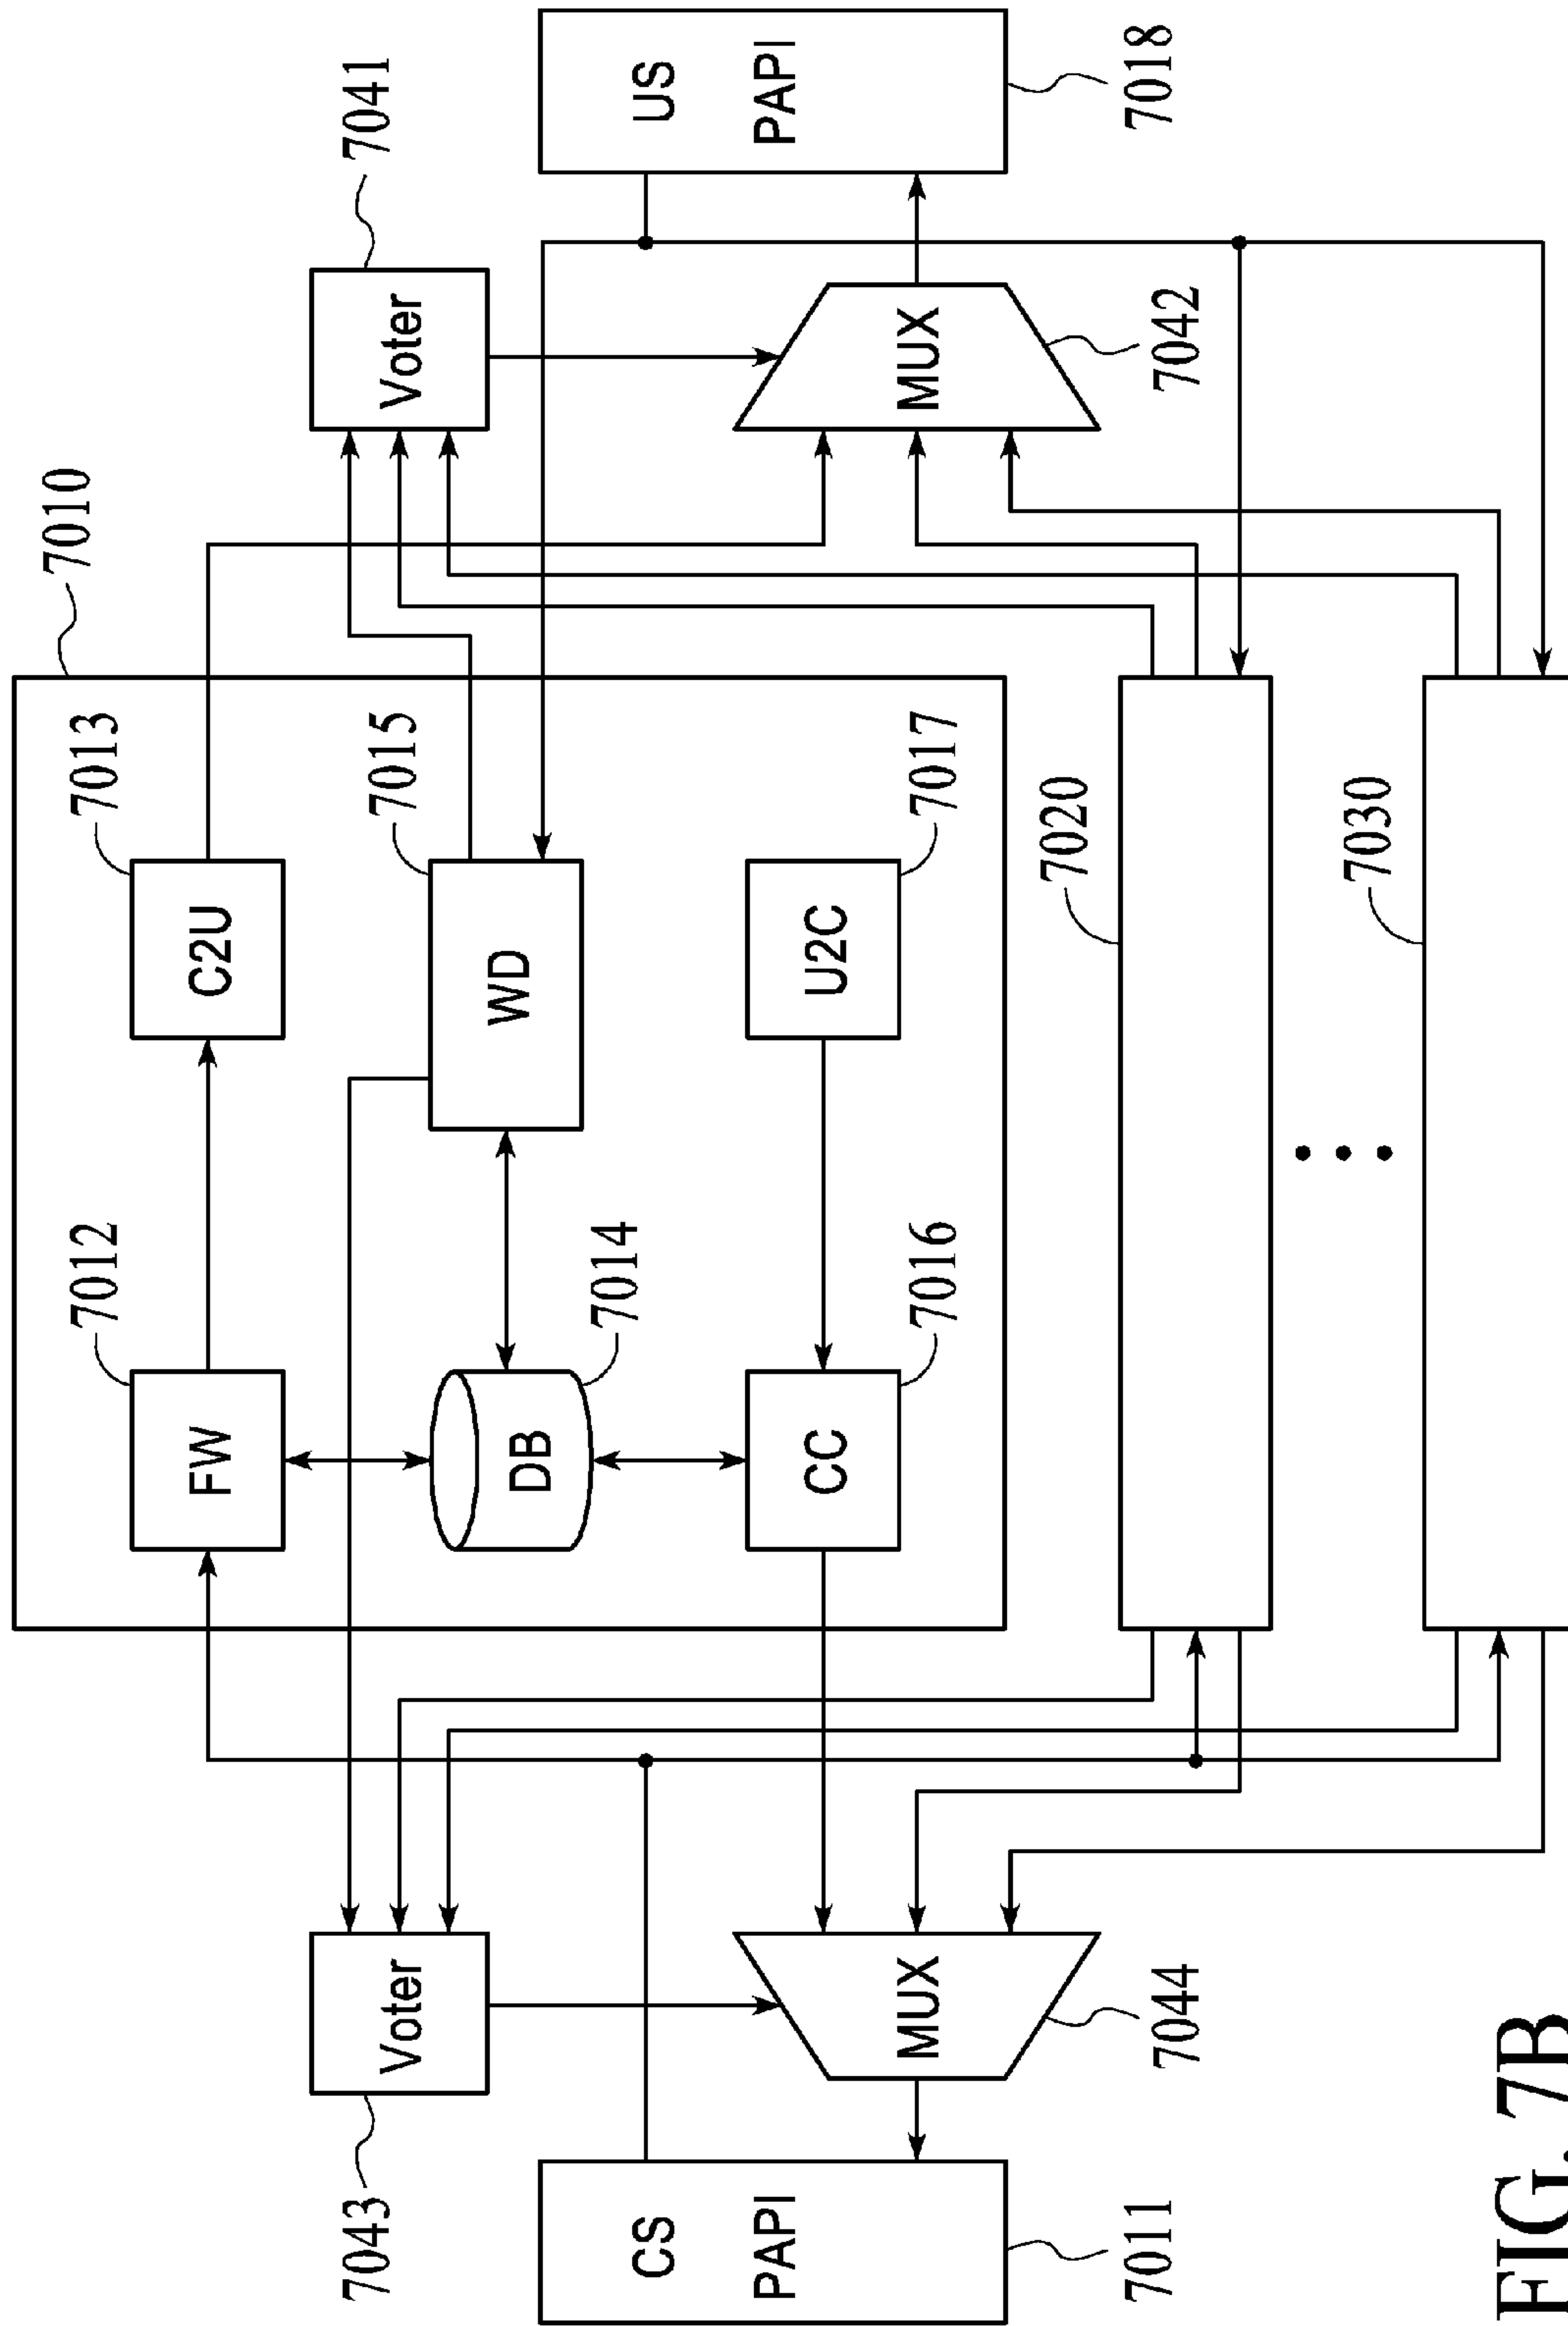 7010
7012
7013
FW
C2U
7043
7041
Voter
Voter
7015
WD
7014
DB
CS
PAPI
US
PAPI
MUX
MUX
7016
7017
CC
U2C
7011
7044
7042
7018
7020
7030
FIG. 7B